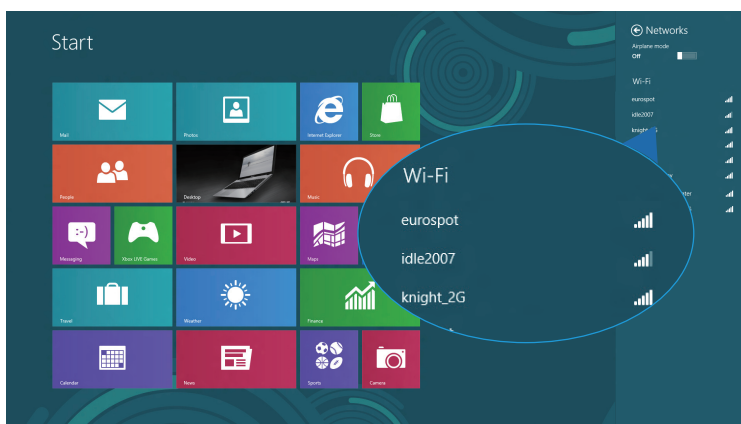 Start
Networks
Airplane mode
Off
Wi-Fi
eurospot
idle2007
Mail
Photos
Internet Explorer
Store
People
Desktop
Music
Messaging
Xbox LIVE Games
Video
Maps
Travel
Weather
Finance
Calendar
News
Sports
Camera
Wi-Fi
eurospot
idle2007
knight_2G